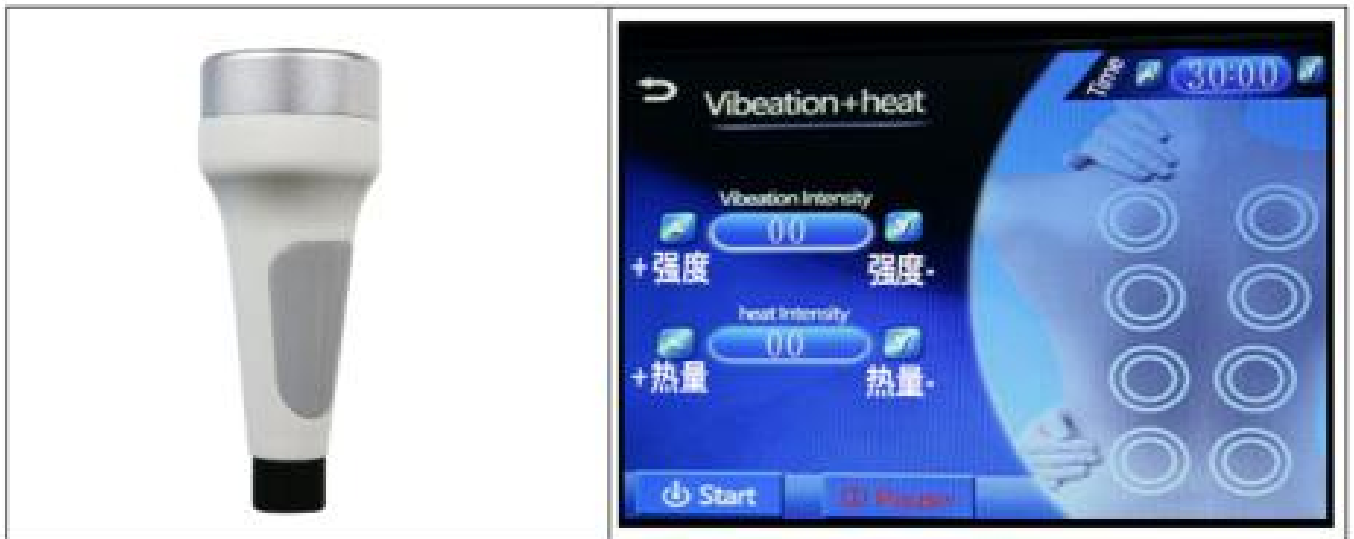 Time 30:00
Vibeation+heat
Vibeation Intensity
00
+强度 强度-
heat Intensity
00
+热量 热量-
Start